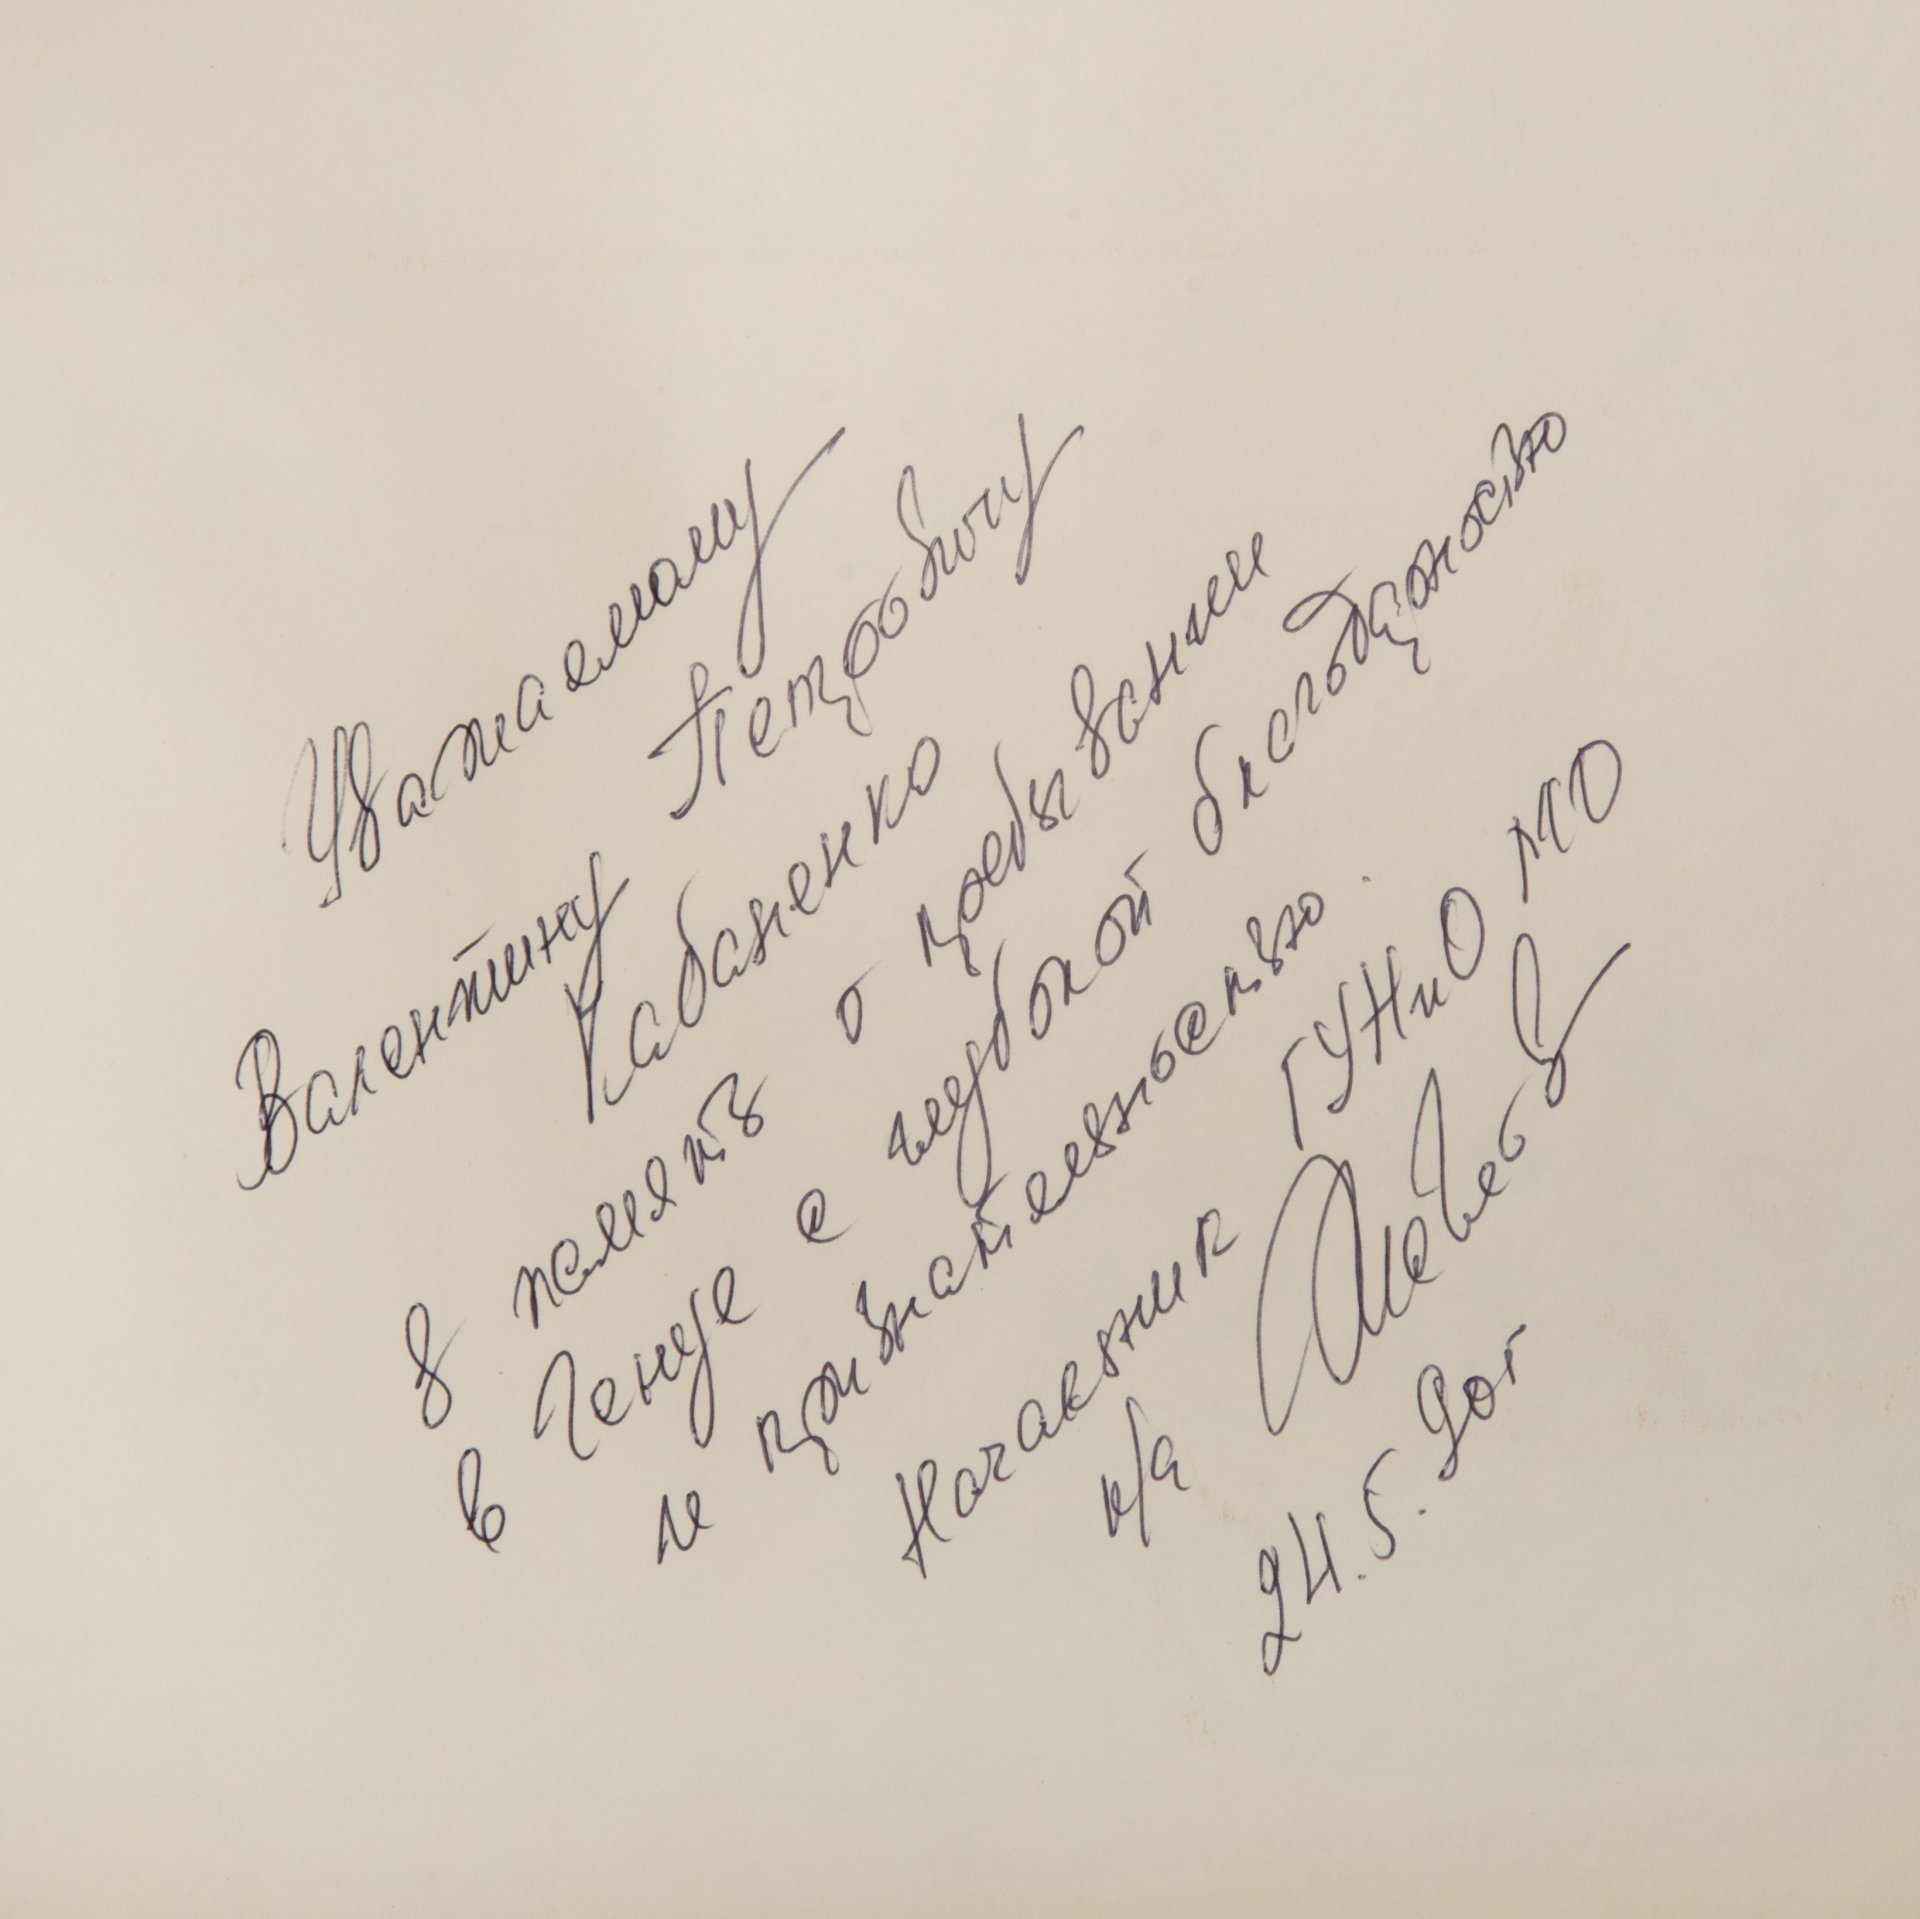 Уважаемому
Валентину Петровичу
Кабаненко
в память о пребывании
в Генуе с глубокой благодарностью
и признательностью.
Начальник ГУНиО МО
к/а
24.5.90г